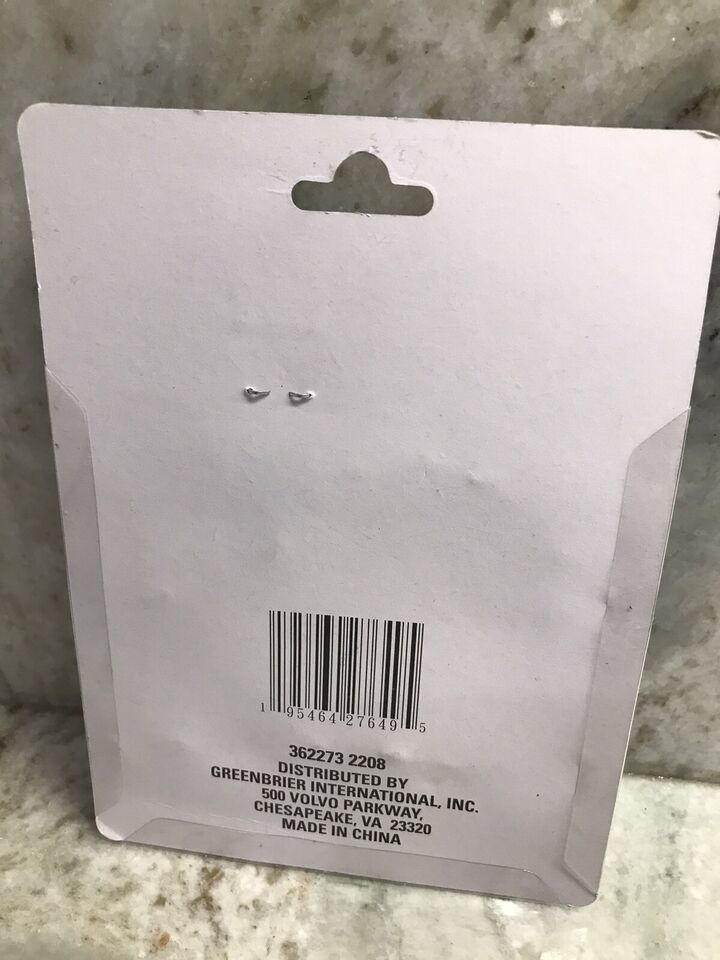 1 95464 27649 5
362273 2208
DISTRIBUTED BY
GREENBRIER INTERNATIONAL, INC.
500 VOLVO PARKWAY,
CHESAPEAKE, VA 23320
MADE IN CHINA